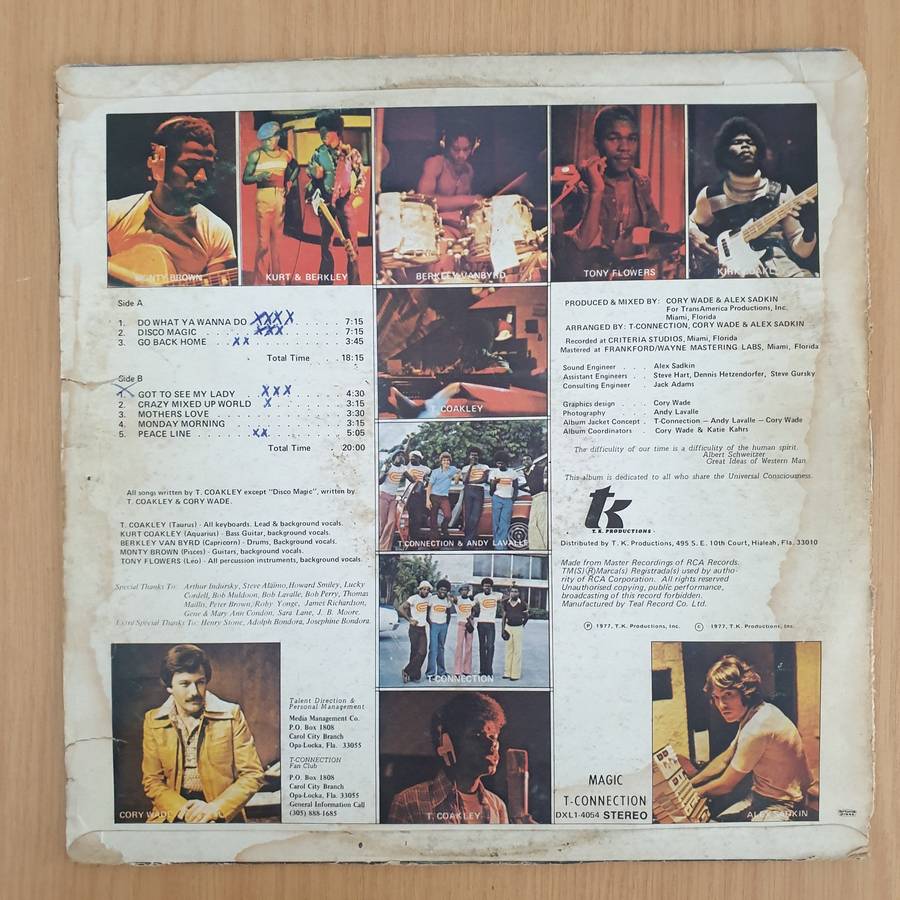 MONTY BROWN
KURT & BERKLEY
BERKLEY VANBYRD
TONY FLOWERS
KIRK
Side A
1. DO WHAT YA WANNA DO XXXX . . . . . 7:15
2. DISCO MAGIC . . XXX . . . . . . . 7:15
3. GO BACK HOME . . XX . . . . . . . 3:45
Total Time . . 18:15
Side B
X
1. GOT TO SEE MY LADY XXX . . . . . . 4:30
2. CRAZY MIXED UP WORLD X . . . . . . 3:15
3. MOTHERS LOVE . . . . . . . . . 3:30
4. MONDAY MORNING . . . . . . . . 3:15
5. PEACE LINE . . . . XX . . . . . . 5:05
Total Time . 20:00
All songs written by T. COAKLEY except "Disco Magic", written by
T. COAKLEY & CORY WADE.
T. COAKLEY (Taurus) - All keyboards. Lead & background vocals.
KURT COAKLEY (Aquarius) - Bass Guitar, background vocals.
BERKLEY VAN BYRD (Capricorn) - Drums, Background vocals.
MONTY BROWN (Pisces) - Guitars, background vocals.
TONY FLOWERS (Leo) - All percussion instruments, background vocals.
Special Thanks To: Arthur Indursky, Steve Alaimo, Howard Smiley, Lucky
Cordell, Bob Muldoon, Bob Lavalle, Bob Perry, Thomas
Maillis, Peter Brown, Roby Yonge, James Richardson,
Gene & Mary Ann Condon, Sara Lane, J. B. Moore.
Extra Special Thanks To: Henry Stone, Adolph Bondora, Josephine Bondora.
CORY WADE
Talent Direction &
Personal Management
Media Management Co.
P.O. Box 1808
Carol City Branch
Opa-Locka, Fla. 33055
T-CONNECTION
Fan Club
P.O. Box 1808
Carol City Branch
Opa-Locka, Fla. 33055
General Information Call
(305) 888-1685
T. COAKLEY
T-CONNECTION & ANDY LAVALLE
T-CONNECTION
T. COAKLEY
PRODUCED & MIXED BY: CORY WADE & ALEX SADKIN
For TransAmerica Productions, Inc.
Miami, Florida
ARRANGED BY: T-CONNECTION, CORY WADE & ALEX SADKIN
Recorded at CRITERIA STUDIOS, Miami, Florida
Mastered at FRANKFORD/WAYNE MASTERING LABS, Miami, Florida
Sound Engineer . . Alex Sadkin
Assistant Engineers . . Steve Hart, Dennis Hetzendorfer, Steve Gursky
Consulting Engineer . Jack Adams
Graphics design . . Cory Wade
Photography . . . Andy Lavalle
Album Jacket Concept . T-Connection – Andy Lavalle – Cory Wade
Album Coordinators . . Cory Wade & Katie Kahrs
The difficulty of our time is a difficulty of the human spirit.
Albert Schweitzer
Great Ideas of Western Man
This album is dedicated to all who share the Universal Consciousness.
tk
T. K. PRODUCTIONS
Distributed by T. K. Productions, 495 S. E. 10th Court, Hialeah, Fla. 33010
Made from Master Recordings of RCA Records.
TM(S)®Marca(s) Registrada(s) used by autho-
rity of RCA Corporation. All rights reserved
Unauthorised copying, public performance,
broadcasting of this record forbidden.
Manufactured by Teal Record Co. Ltd.
Ⓟ 1977, T.K. Productions, Inc. © 1977, T.K. Productions, Inc.
MAGIC
T-CONNECTION
DXL1-4054 STEREO
ALEX SADKIN